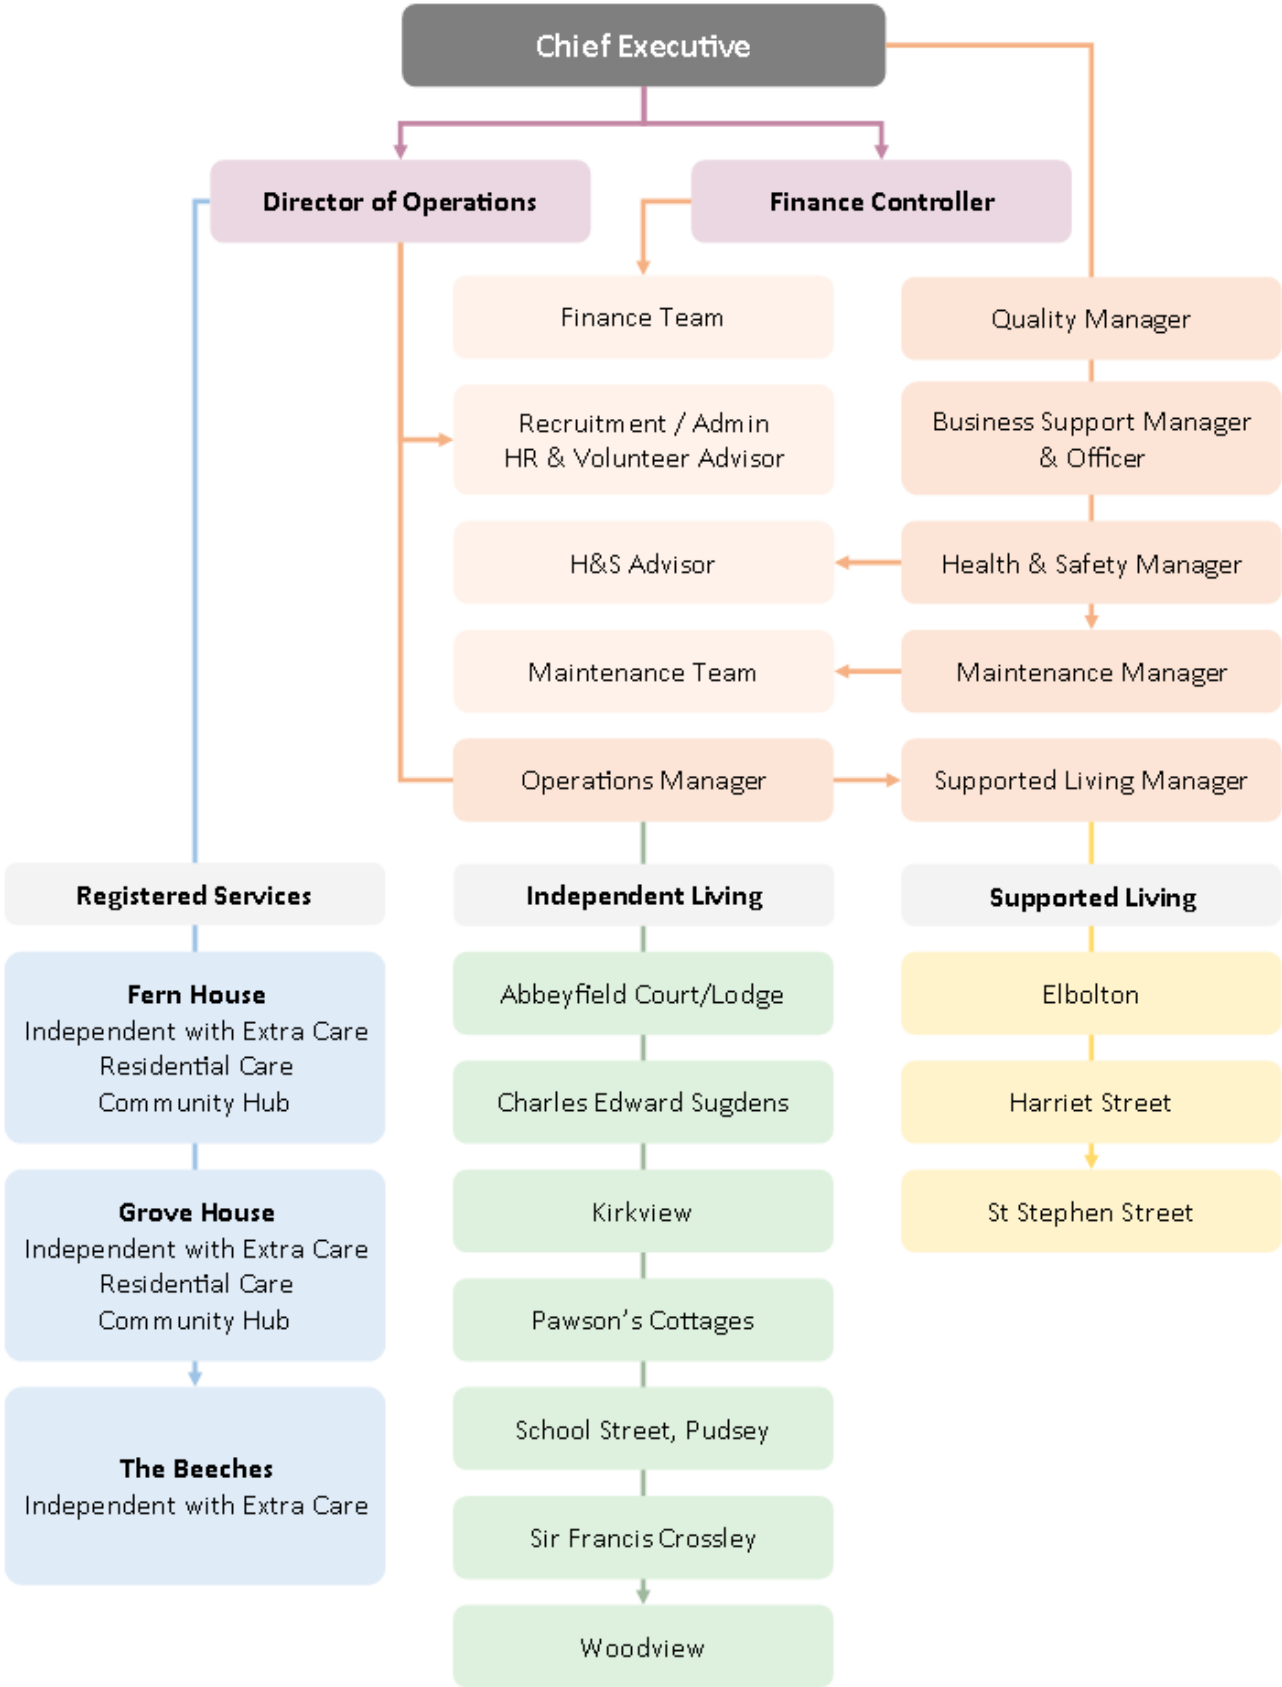 Chief Executive
Director of Operations
Finance Controller
Finance Team
Quality Manager
Recruitment / Admin
HR & Volunteer Advisor
Business Support Manager
& Officer
H&S Advisor
Health & Safety Manager
Maintenance Team
Maintenance Manager
Operations Manager
Supported Living Manager
Registered Services
Fern House
Independent with Extra Care
Residential Care
Community Hub
Grove House
Independent with Extra Care
Residential Care
Community Hub
The Beeches
Independent with Extra Care
Independent Living
Abbeyfield Court/Lodge
Charles Edward Sugdens
Kirkview
Pawson's Cottages
School Street, Pudsey
Sir Francis Crossley
Woodview
Supported Living
Elbolton
Harriet Street
St Stephen Street